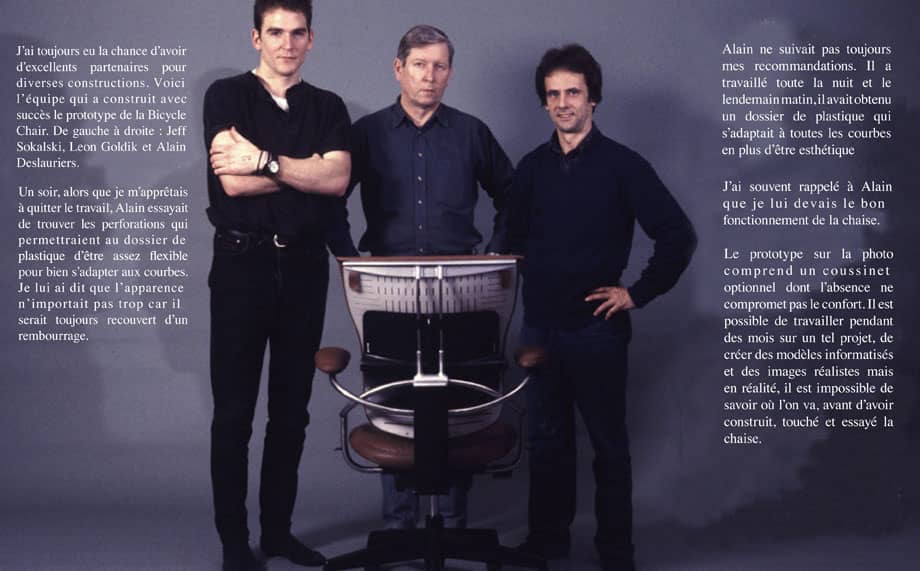 J'ai toujours eu la chance d'avoir
d'excellents partenaires pour
diverses constructions. Voici
l'équipe qui a construit avec
succès le prototype de la Bicycle
Chair. De gauche à droite : Jeff
Sokalski, Leon Goldik et Alain
Deslauriers.
Un soir, alors que je m'apprêtais
à quitter le travail, Alain essayait
de trouver les perforations qui
permettraient au dossier de
plastique d'être assez flexible
pour bien s'adapter aux courbes.
Je lui ai dit que l'apparence
n'importait pas trop car il
serait toujours recouvert d'un
rembourrage.
Alain ne suivait pas toujours
mes recommandations. Il a
travaillé toute la nuit et le
lendemain matin, il avait obtenu
un dossier de plastique qui
s'adaptait à toutes les courbes
en plus d'être esthétique
J'ai souvent rappelé à Alain
que je lui devais le bon
fonctionnement de la chaise.
Le prototype sur la photo
comprend un coussinet
optionnel dont l'absence ne
compromet pas le confort. Il est
possible de travailler pendant
des mois sur un tel projet, de
créer des modèles informatisés
et des images réalistes mais
en réalité, il est impossible de
savoir où l'on va, avant d'avoir
construit, touché et essayé la
chaise.